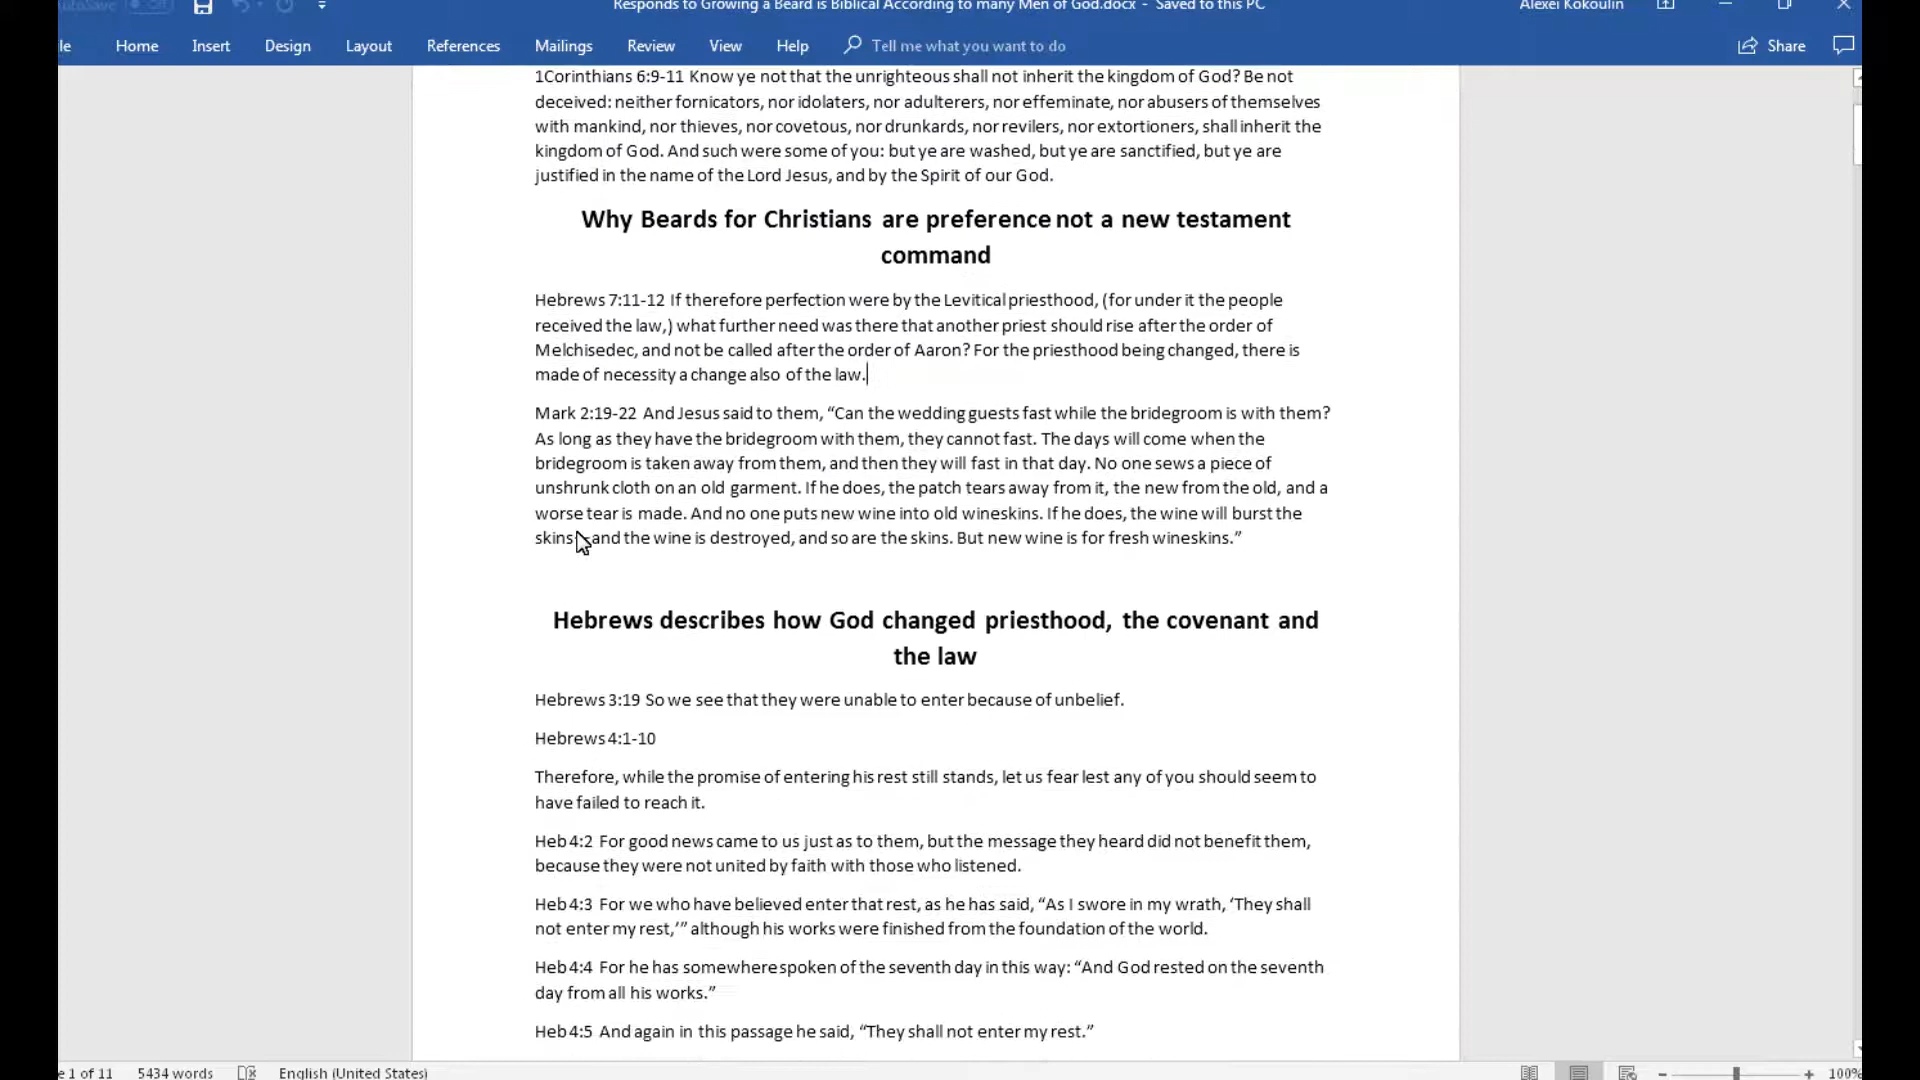 Responds to Growing a Beard is Biblical According to many Men of God.docx - Saved to this PC
Alexei Kokoulin
le Home Insert Design Layout References Mailings Review View Help Tell me what you want to do Share
1Corinthians 6:9-11 Know ye not that the unrighteous shall not inherit the kingdom of God? Be not
deceived: neither fornicators, nor idolaters, nor adulterers, nor effeminate, nor abusers of themselves
with mankind, nor thieves, nor covetous, nor drunkards, nor revilers, nor extortioners, shall inherit the
kingdom of God. And such were some of you: but ye are washed, but ye are sanctified, but ye are
justified in the name of the Lord Jesus, and by the Spirit of our God.
Why Beards for Christians are preference not a new testament
command
Hebrews 7:11-12 If therefore perfection were by the Levitical priesthood, (for under it the people
received the law,) what further need was there that another priest should rise after the order of
Melchisedec, and not be called after the order of Aaron? For the priesthood being changed, there is
made of necessity a change also of the law.
Mark 2:19-22 And Jesus said to them, “Can the wedding guests fast while the bridegroom is with them?
As long as they have the bridegroom with them, they cannot fast. The days will come when the
bridegroom is taken away from them, and then they will fast in that day. No one sews a piece of
unshrunk cloth on an old garment. If he does, the patch tears away from it, the new from the old, and a
worse tear is made. And no one puts new wine into old wineskins. If he does, the wine will burst the
skins and the wine is destroyed, and so are the skins. But new wine is for fresh wineskins.”
Hebrews describes how God changed priesthood, the covenant and
the law
Hebrews 3:19 So we see that they were unable to enter because of unbelief.
Hebrews 4:1-10
Therefore, while the promise of entering his rest still stands, let us fear lest any of you should seem to
have failed to reach it.
Heb 4:2 For good news came to us just as to them, but the message they heard did not benefit them,
because they were not united by faith with those who listened.
Heb 4:3 For we who have believed enter that rest, as he has said, “As I swore in my wrath, ‘They shall
not enter my rest,’” although his works were finished from the foundation of the world.
Heb 4:4 For he has somewhere spoken of the seventh day in this way: “And God rested on the seventh
day from all his works.”
Heb 4:5 And again in this passage he said, “They shall not enter my rest.”
e 1 of 11 5434 words English (United States) 100%